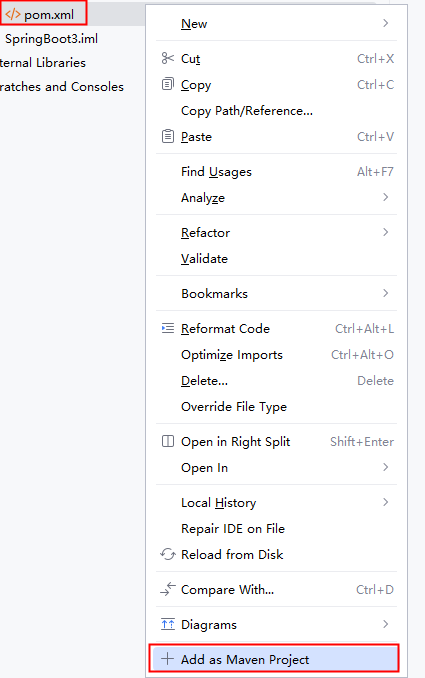 </> pom.xml
SpringBoot3.iml
ternal Libraries
ratches and Consoles
New
Cut Ctrl+X
Copy Ctrl+C
Copy Path/Reference...
Paste Ctrl+V
Find Usages Alt+F7
Analyze
Refactor
Validate
Bookmarks
Reformat Code Ctrl+Alt+L
Optimize Imports Ctrl+Alt+O
Delete... Delete
Override File Type
Open in Right Split Shift+Enter
Open In
Local History
Repair IDE on File
Reload from Disk
Compare With... Ctrl+D
Diagrams
Add as Maven Project